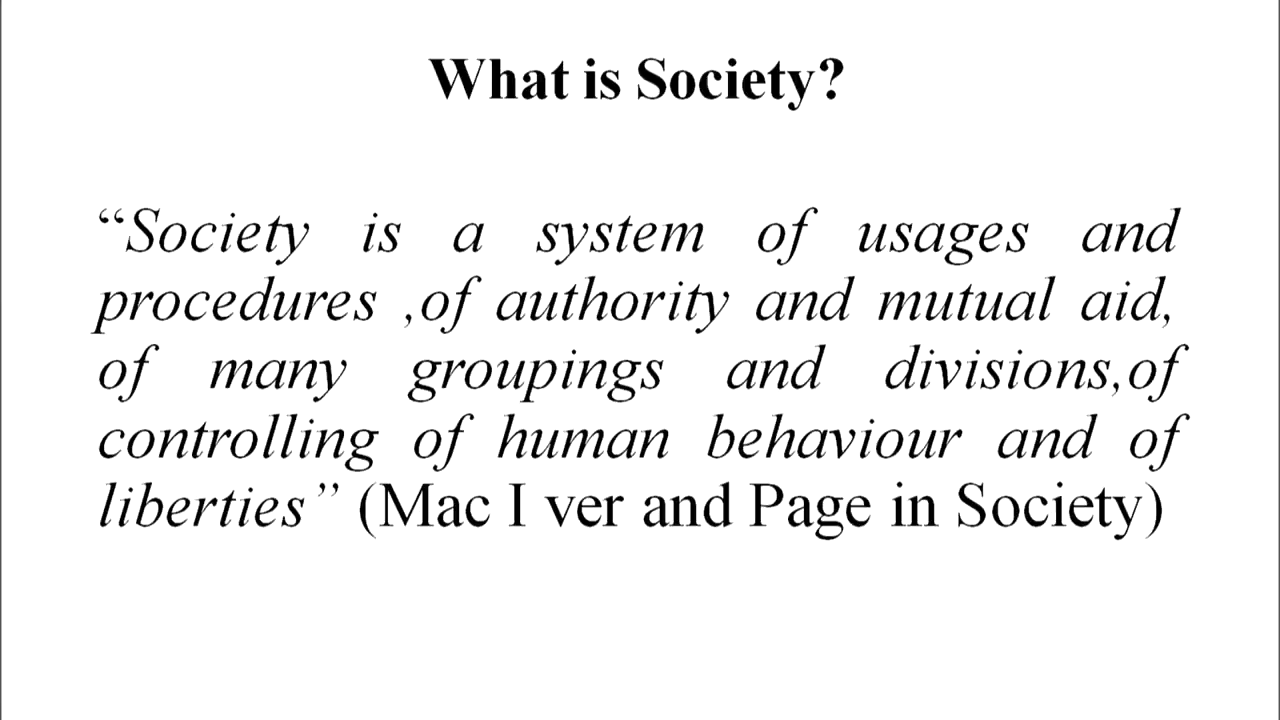 What is Society?
“Society is a system of usages and
procedures ,of authority and mutual aid,
of many groupings and divisions,of
controlling of human behaviour and of
liberties” (Mac I ver and Page in Society)